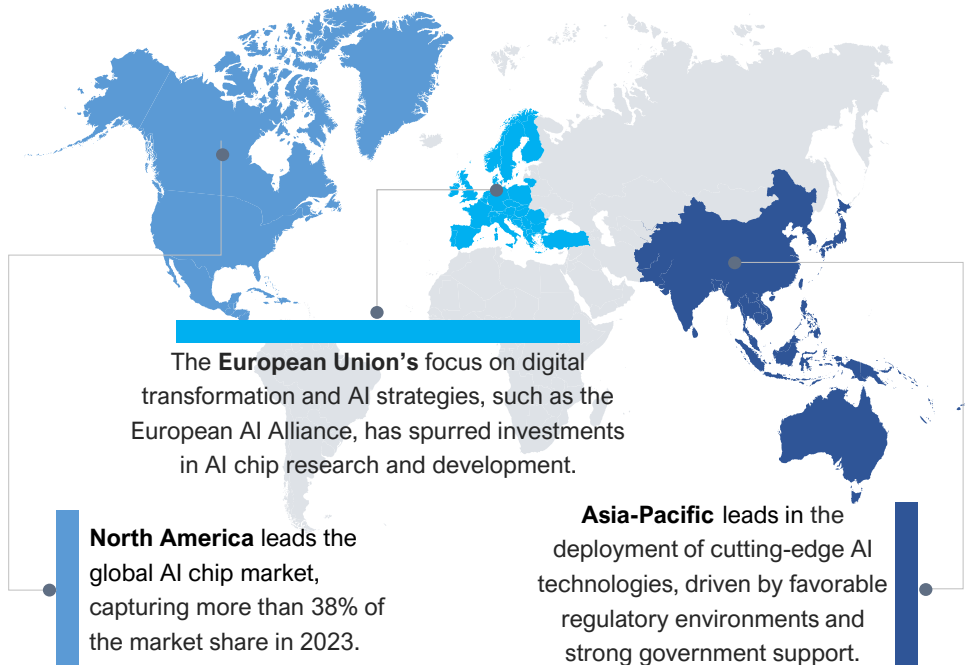 The European Union’s focus on digital
transformation and AI strategies, such as the
European AI Alliance, has spurred investments
in AI chip research and development.
North America leads the
global AI chip market,
capturing more than 38% of
the market share in 2023.
Asia-Pacific leads in the
deployment of cutting-edge AI
technologies, driven by favorable
regulatory environments and
strong government support.